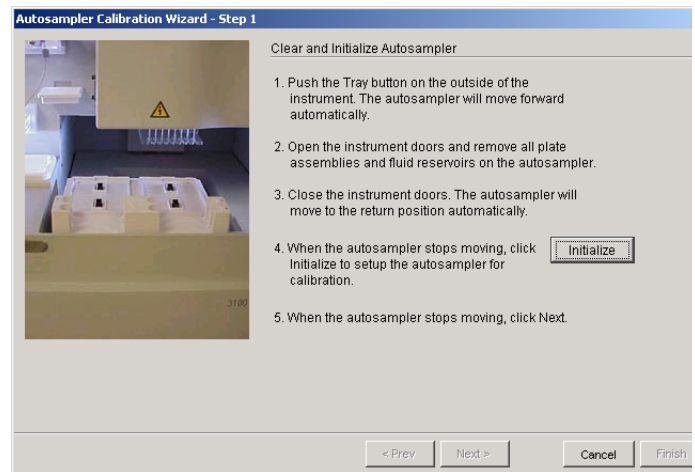 Autosampler Calibration Wizard - Step 1
Clear and Initialize Autosampler
1. Push the Tray button on the outside of the
instrument. The autosampler will move forward
automatically.
2. Open the instrument doors and remove all plate
assemblies and fluid reservoirs on the autosampler.
3. Close the instrument doors. The autosampler will
move to the return position automatically.
4. When the autosampler stops moving, click
Initialize to setup the autosampler for
calibration.
Initialize
5. When the autosampler stops moving, click Next.
3100
< Prev
Next >
Cancel
Finish